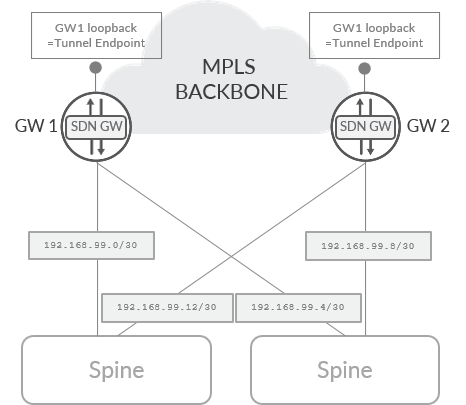 GW1 loopback
=Tunnel Endpoint
GW1 loopback
=Tunnel Endpoint
MPLS
BACKBONE
GW 1
SDN GW
SDN GW
GW 2
192.168.99.0/30
192.168.99.8/30
192.168.99.12/30
192.168.99.4/30
Spine
Spine